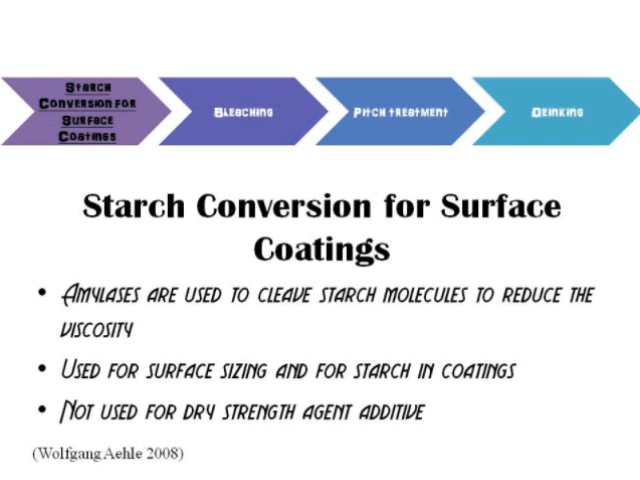 Starch
Conversion for
Surface
Coatings
Bleaching
Pitch treatment
Deinking
Starch Conversion for Surface
Coatings
• Amylases are used to cleave starch molecules to reduce the
viscosity
• Used for surface sizing and for starch in coatings
• Not used for dry strength agent additive
(Wolfgang Aehle 2008)